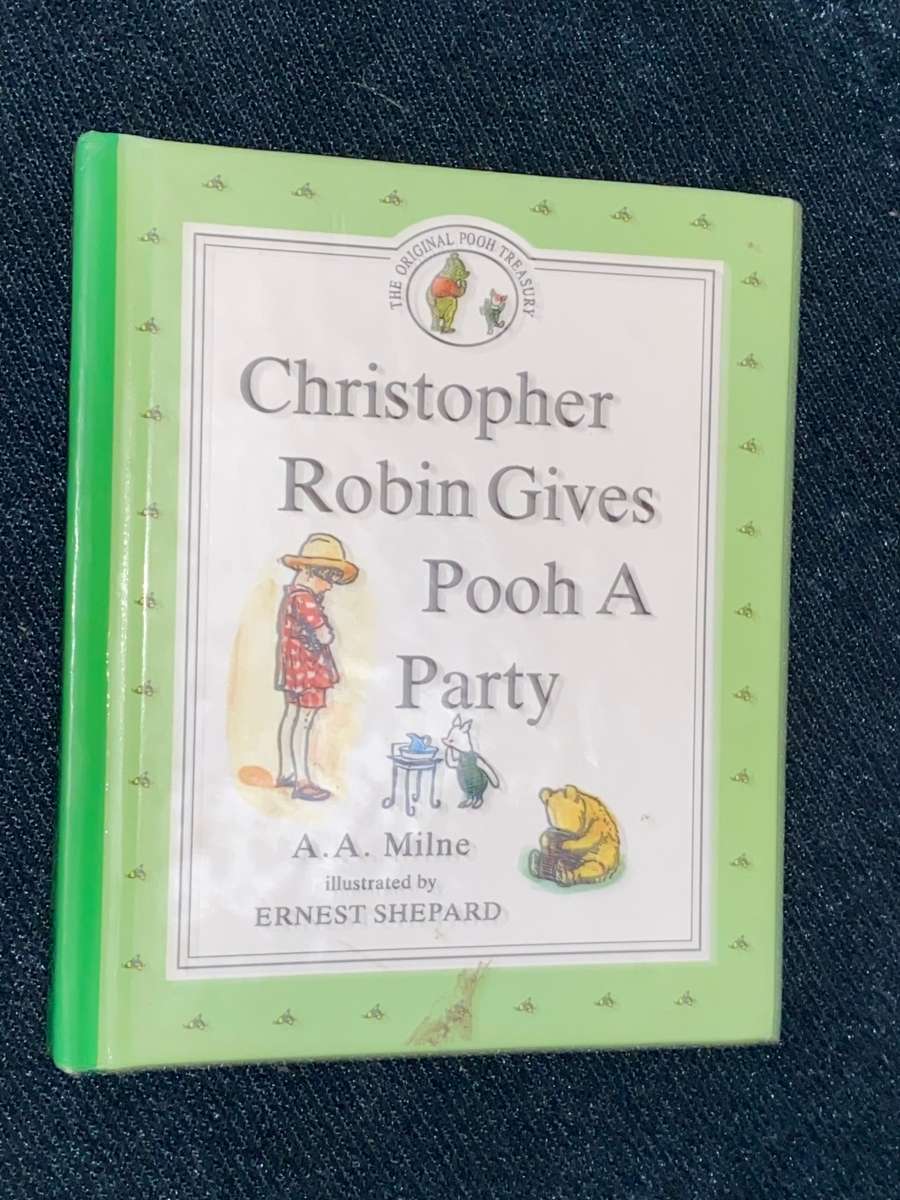 THE ORIGINAL POOH TREASURY
Christopher
Robin Gives
Pooh A
Party
A.A. Milne
illustrated by
ERNEST SHEPARD